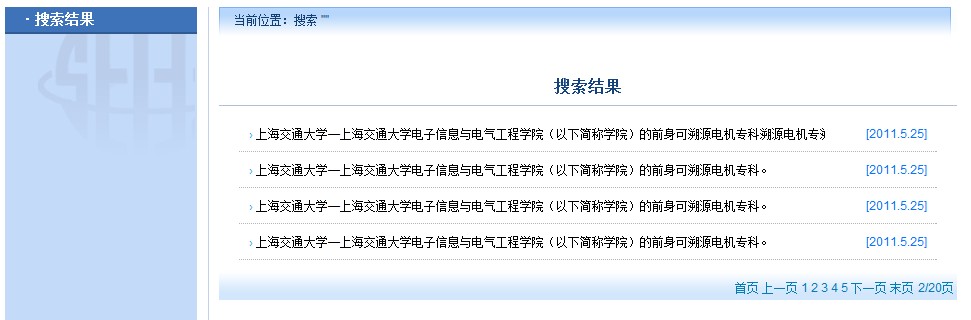 · 搜索结果
当前位置：搜索 ""
搜索结果
› 上海交通大学—上海交通大学电子信息与电气工程学院（以下简称学院）的前身可溯源电机专科溯源电机专 [2011.5.25]
› 上海交通大学—上海交通大学电子信息与电气工程学院（以下简称学院）的前身可溯源电机专科。 [2011.5.25]
› 上海交通大学—上海交通大学电子信息与电气工程学院（以下简称学院）的前身可溯源电机专科。 [2011.5.25]
› 上海交通大学—上海交通大学电子信息与电气工程学院（以下简称学院）的前身可溯源电机专科。 [2011.5.25]
首页 上一页 1 2 3 4 5 下一页 末页 2/20页